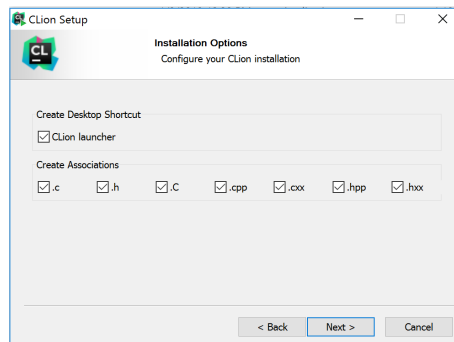 CLion Setup
CL
Installation Options
Configure your CLion installation
Create Desktop Shortcut
CLion launcher
Create Associations
.c .h .C .cpp .cxx .hpp .hxx
< Back Next > Cancel